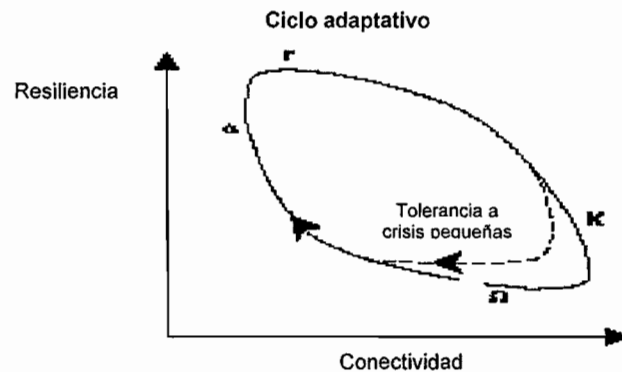 Ciclo adaptativo
r
Resiliencia
α
Tolerancia a
crisis pequeñas
K
Ω
Conectividad